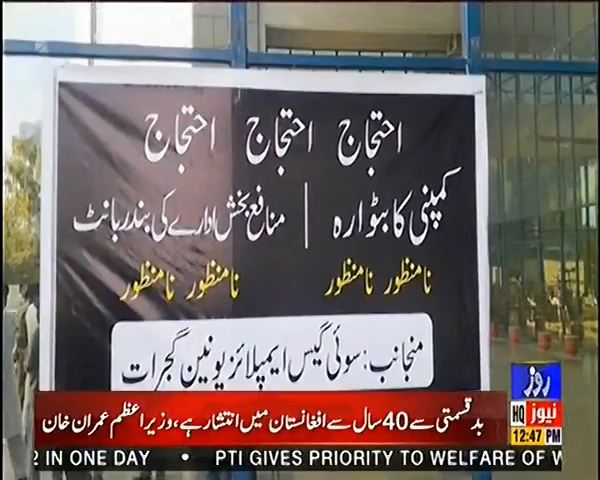 احتجاج احتجاج احتجاج
کمپنی کا بٹوارہ | منافع بخش ادارے کی بندر بانٹ
نامنظور نامنظور نامنظور نامنظور
منجانب: سوئی گیس ایمپلائز یونین گجرات
روز
HQ نیوز
12:47 PM
بدقسمتی سے 40 سال سے افغانستان میں انتشار ہے، وزیراعظم عمران خان
2 IN ONE DAY • PTI GIVES PRIORITY TO WELFARE OF W